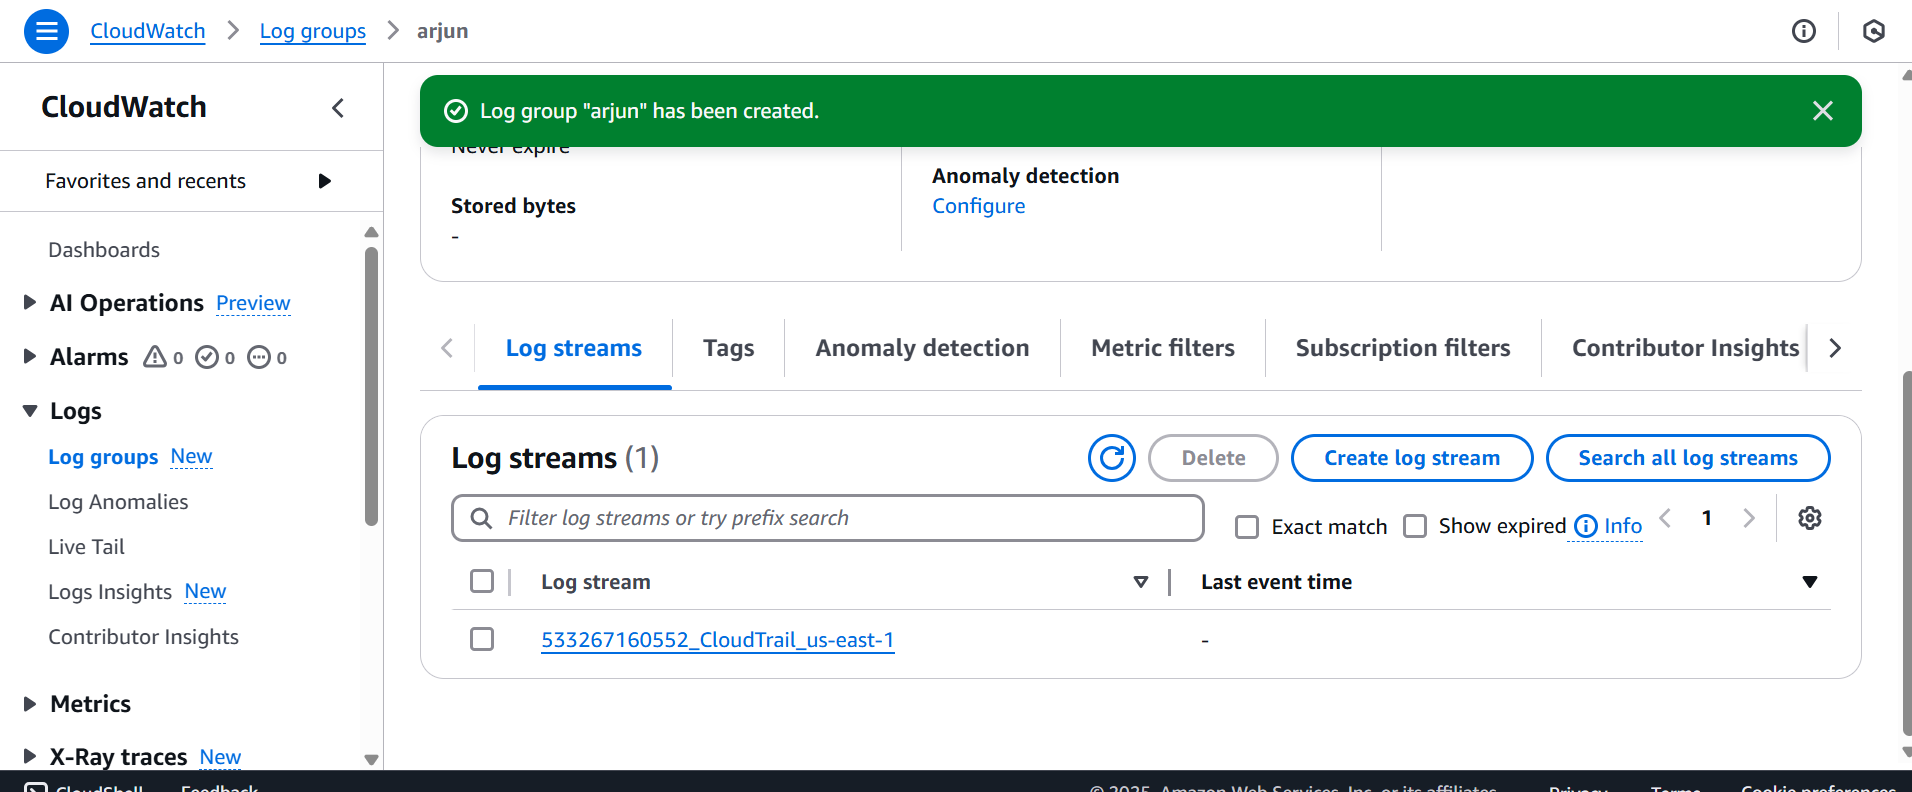 CloudWatch > Log groups > arjun
CloudWatch
Favorites and recents
Dashboards
AI Operations Preview
Alarms 0 0 0
Logs
Log groups New
Log Anomalies
Live Tail
Logs Insights New
Contributor Insights
Metrics
X-Ray traces New
Log group "arjun" has been created.
Never expire
Stored bytes
-
Anomaly detection
Configure
Log streams
Tags
Anomaly detection
Metric filters
Subscription filters
Contributor Insights
Log streams (1)
Delete
Create log stream
Search all log streams
Filter log streams or try prefix search
Exact match
Show expired
Info
1
Log stream
Last event time
533267160552_CloudTrail_us-east-1
-
CloudShell Feedback © 2025, Amazon Web Services, Inc. or its affiliates. Privacy Terms Cookie preferences